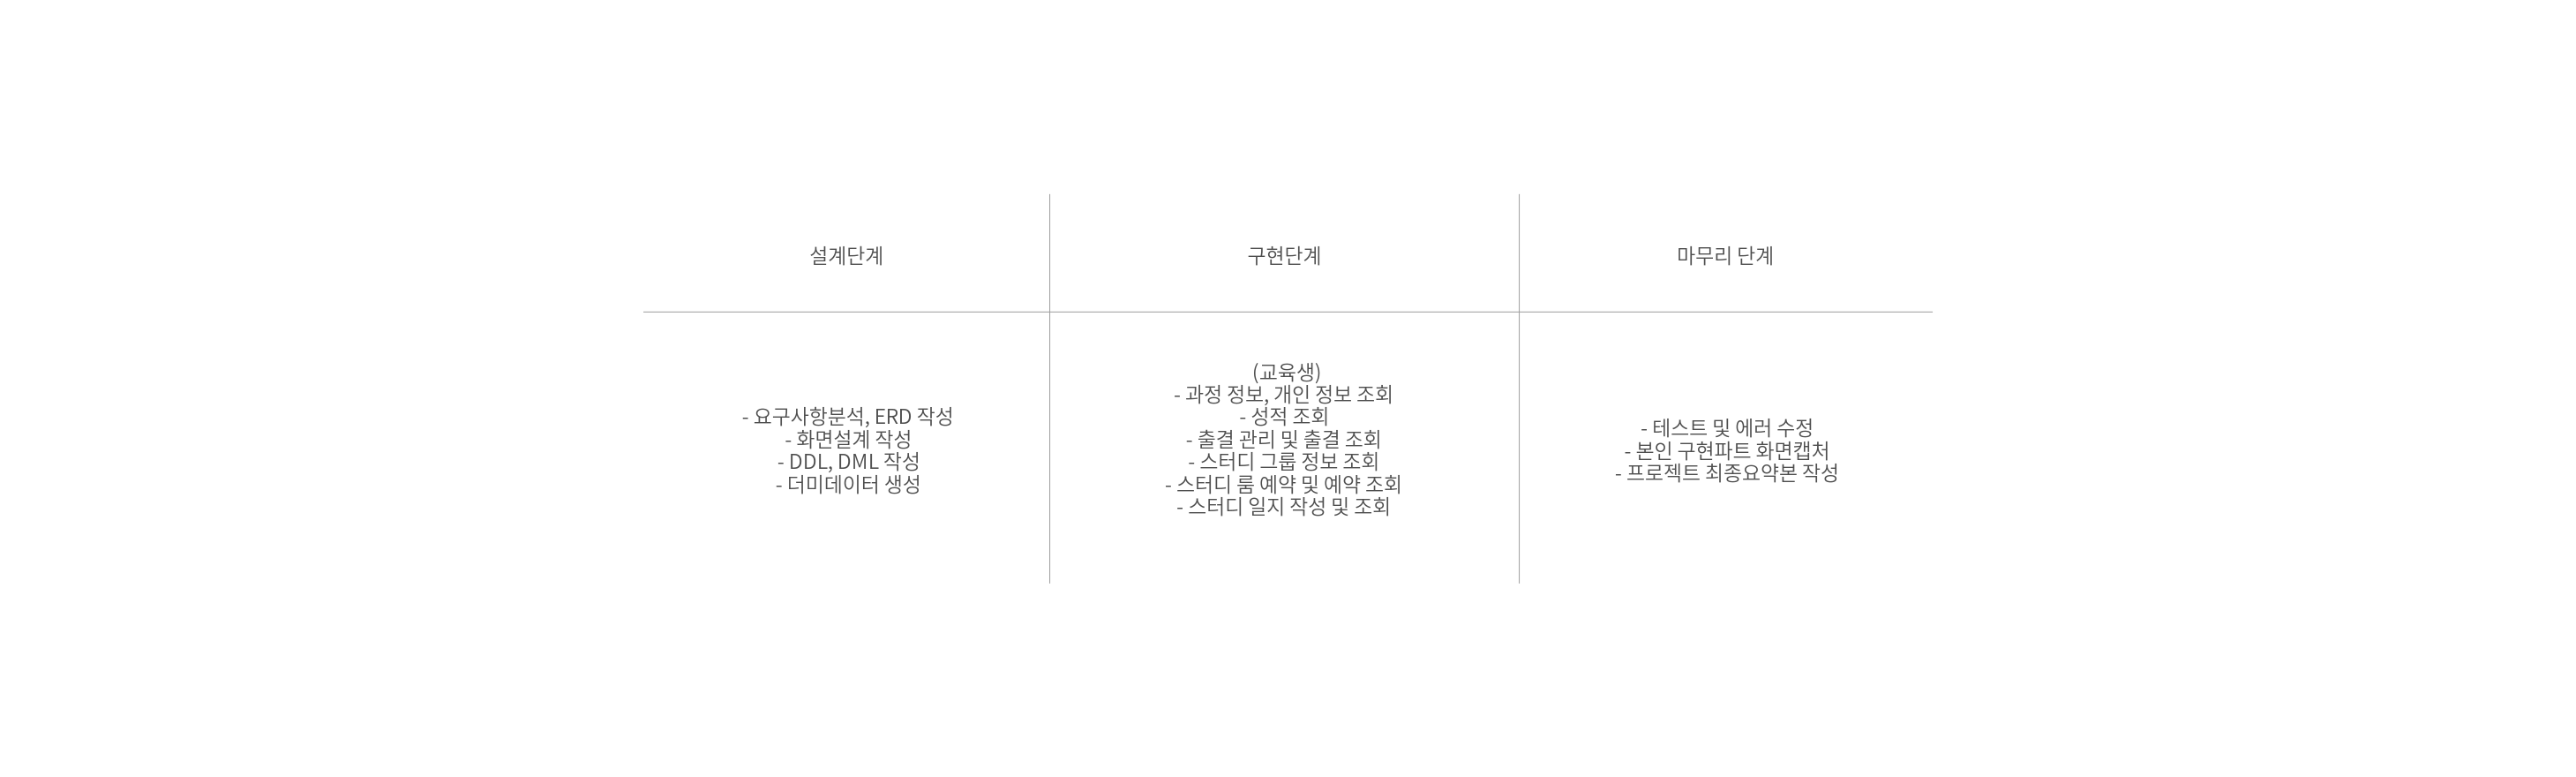 설계단계
구현단계
마무리 단계
- 요구사항분석, ERD 작성
- 화면설계 작성
- DDL, DML 작성
- 더미데이터 생성
(교육생)
- 과정 정보, 개인 정보 조회
- 성적 조회
- 출결 관리 및 출결 조회
- 스터디 그룹 정보 조회
- 스터디 룸 예약 및 예약 조회
- 스터디 일지 작성 및 조회
- 테스트 및 에러 수정
- 본인 구현파트 화면캡처
- 프로젝트 최종요약본 작성